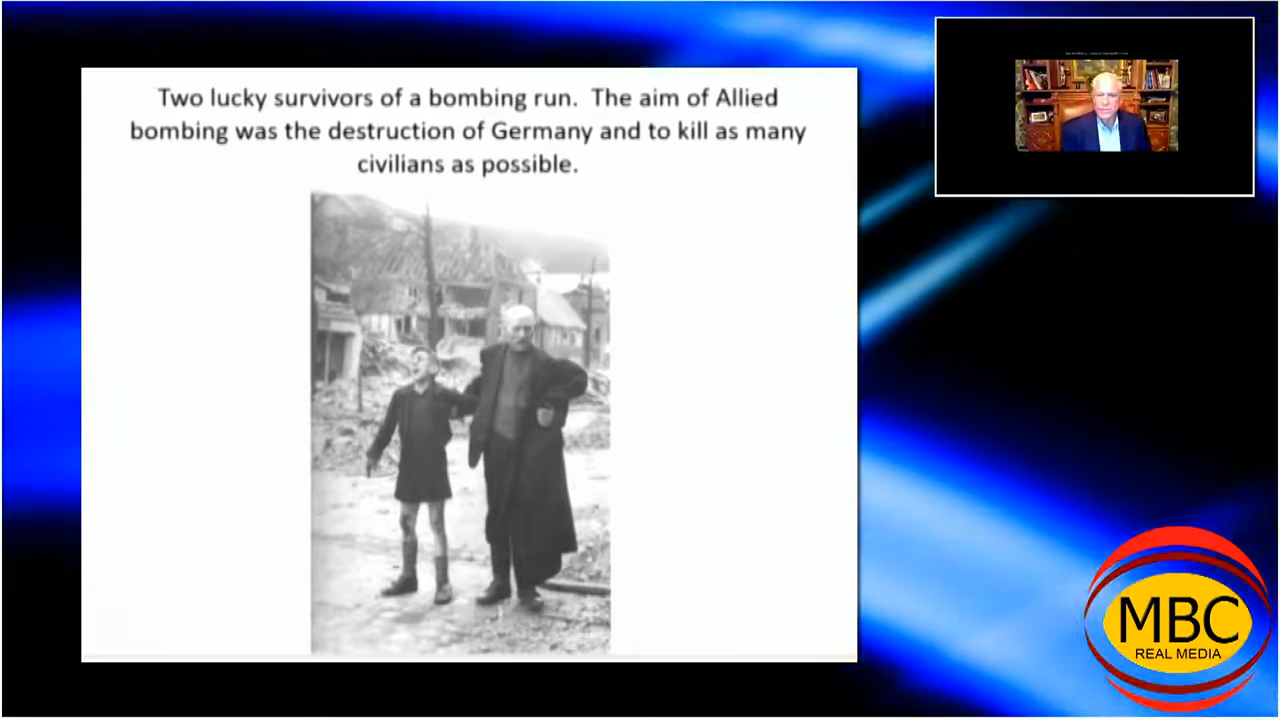 Two lucky survivors of a bombing run.  The aim of Allied
bombing was the destruction of Germany and to kill as many
civilians as possible.
MBC
REAL MEDIA